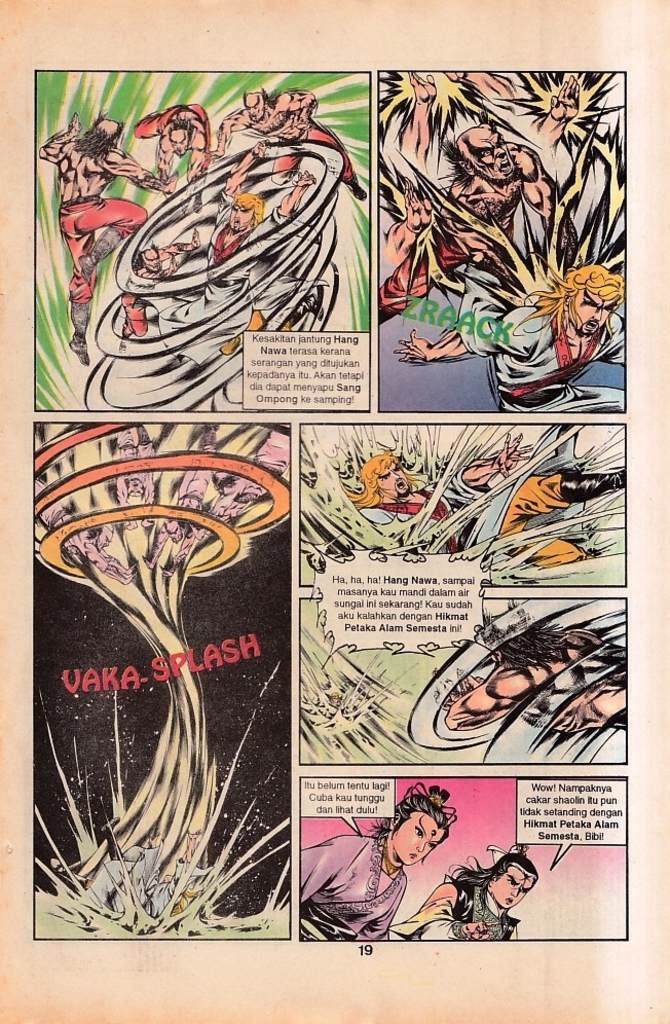 Kesakitan jantung Hang
Nawa terasa kerana
serangan yang ditujukan
kepadanya itu. Akan tetapi
dia dapat menyapu Sang
Ompong ke samping!
ZRAACK
VAKA-SPLASH
Ha, ha, ha! Hang Nawa, sampai
masanya kau mandi dalam air
sungai ini sekarang! Kau sudah
aku kalahkan dengan Hikmat
Petaka Alam Semesta ini!
Itu belum tentu lagi!
Cuba kau tunggu
dan lihat dulu!
Wow! Nampaknya
cakar shaolin itu pun
tidak setanding dengan
Hikmat Petaka Alam
Semesta, Bibi!
19